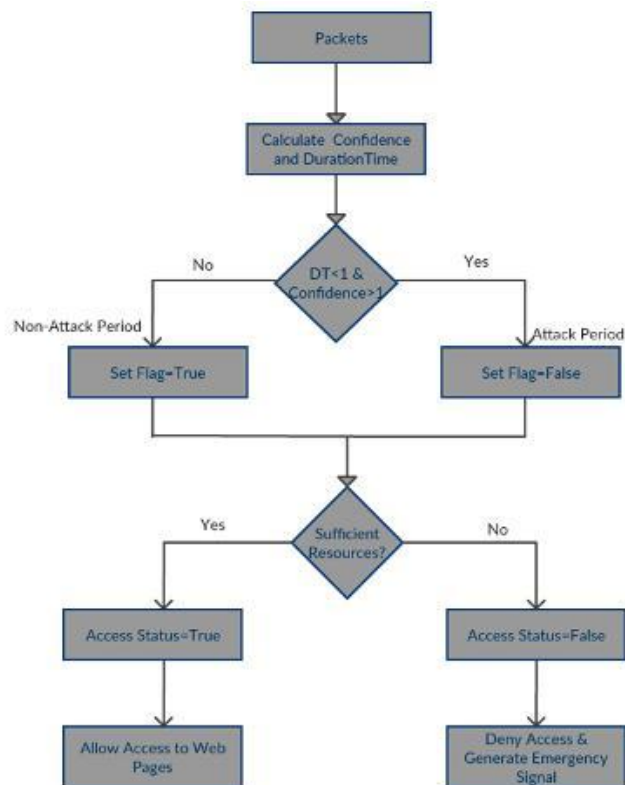 Packets
Calculate Confidence
and DurationTime
DT<1 &
Confidence>1
No
Yes
Non-Attack Period
Attack Period
Set Flag=True
Set Flag=False
Sufficient
Resources?
Yes
No
Access Status=True
Access Status=False
Allow Access to Web
Pages
Deny Access &
Generate Emergency
Signal